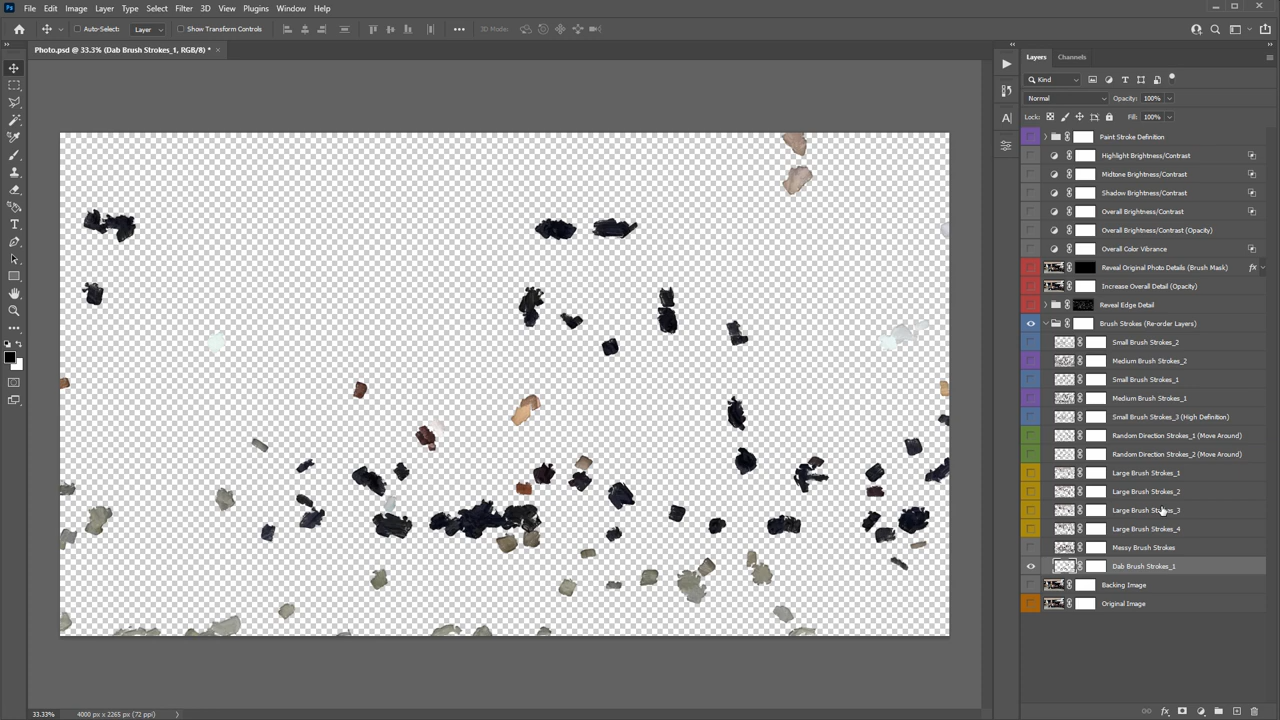 Ps File Edit Image Layer Type Select Filter 3D View Plugins Window Help
Auto-Select: Layer Show Transform Controls 3D Mode:
Photo.psd @ 33.3% (Dab Brush Strokes_1, RGB/8) * ×
Layers Channels
Kind
Normal Opacity: 100%
Lock: Fill: 100%
Paint Stroke Definition
Highlight Brightness/Contrast
Midtone Brightness/Contrast
Shadow Brightness/Contrast
Overall Brightness/Contrast
Overall Brightness/Contrast (Opacity)
Overall Color Vibrance
Reveal Original Photo Details (Brush Mask) fx
Increase Overall Detail (Opacity)
Reveal Edge Detail
Brush Strokes (Re-order Layers)
Small Brush Strokes_2
Medium Brush Strokes_2
Small Brush Strokes_1
Medium Brush Strokes_1
Small Brush Strokes_3 (High Definition)
Random Direction Strokes_1 (Move Around)
Random Direction Strokes_2 (Move Around)
Large Brush Strokes_1
Large Brush Strokes_2
Large Brush Strokes_3
Large Brush Strokes_4
Messy Brush Strokes
Dab Brush Strokes_1
Backing Image
Original Image
33.33% 4000 px x 2265 px (72 ppi)
fx